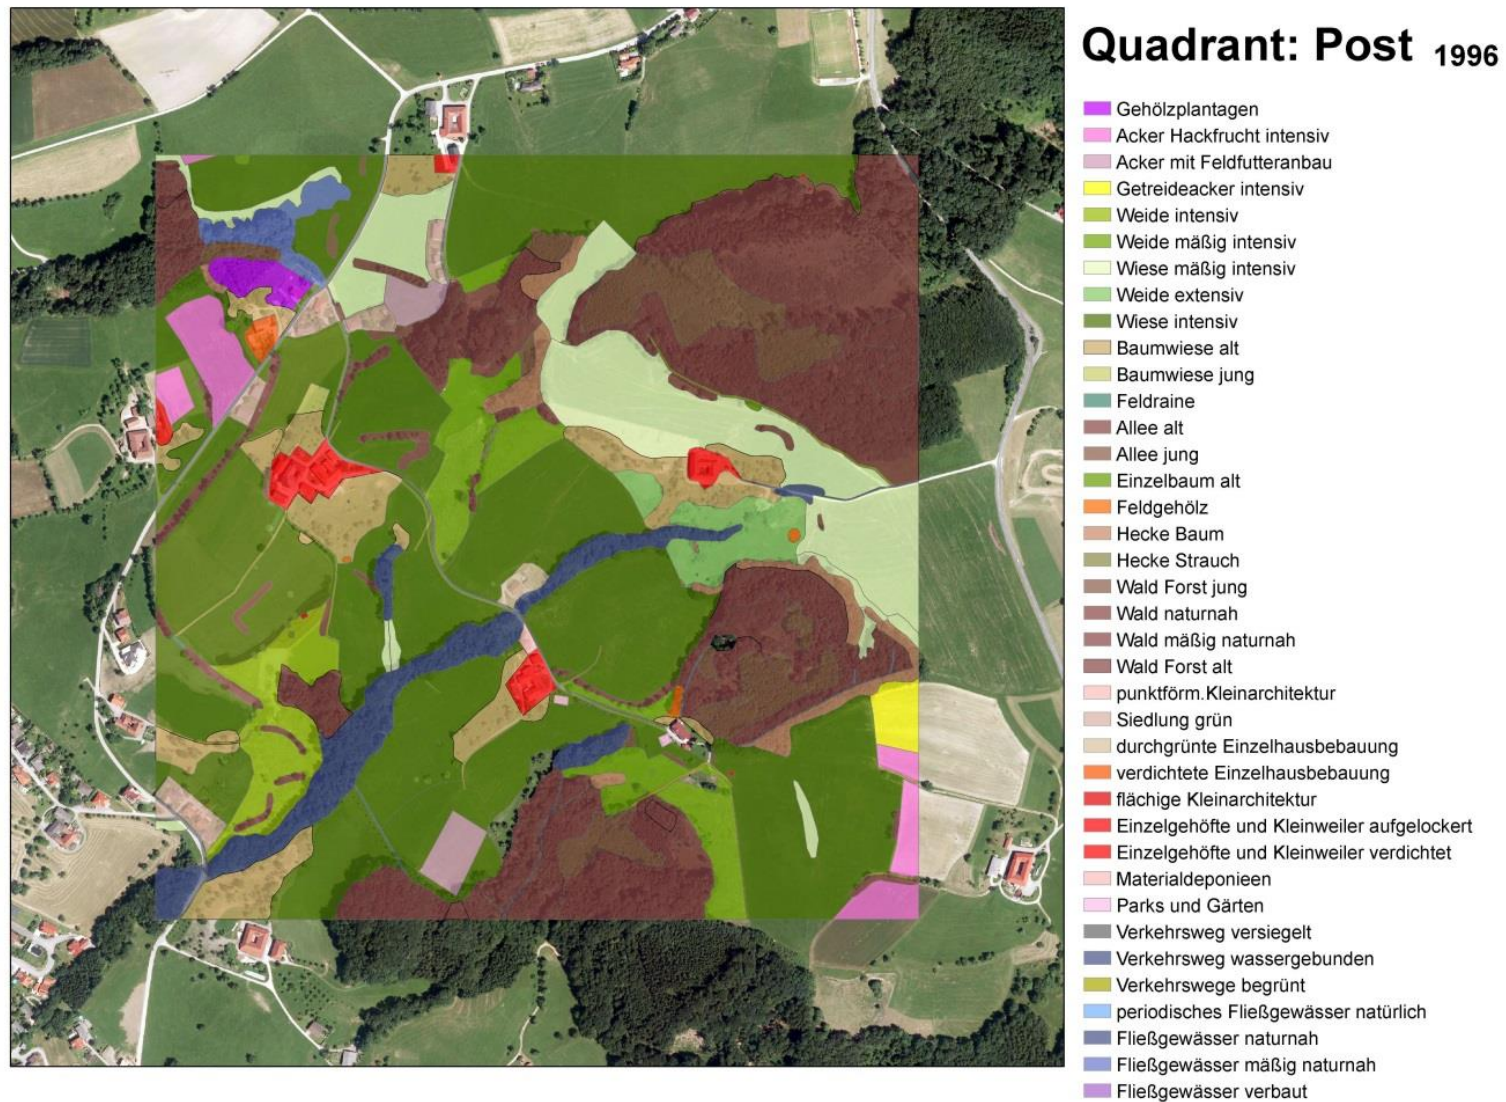 Quadrant: Post 1996
Gehölzplantagen
Acker Hackfrucht intensiv
Acker mit Feldfutteranbau
Getreideacker intensiv
Weide intensiv
Weide mäßig intensiv
Wiese mäßig intensiv
Weide extensiv
Wiese intensiv
Baumwiese alt
Baumwiese jung
Feldraine
Allee alt
Allee jung
Einzelbaum alt
Feldgehölz
Hecke Baum
Hecke Strauch
Wald Forst jung
Wald naturnah
Wald mäßig naturnah
Wald Forst alt
punktförm.Kleinarchitektur
Siedlung grün
durchgrünte Einzelhausbebauung
verdichtete Einzelhausbebauung
flächige Kleinarchitektur
Einzelgehöfte und Kleinweiler aufgelockert
Einzelgehöfte und Kleinweiler verdichtet
Materialdeponieen
Parks und Gärten
Verkehrsweg versiegelt
Verkehrsweg wassergebunden
Verkehrswege begrünt
periodisches Fließgewässer natürlich
Fließgewässer naturnah
Fließgewässer mäßig naturnah
Fließgewässer verbaut